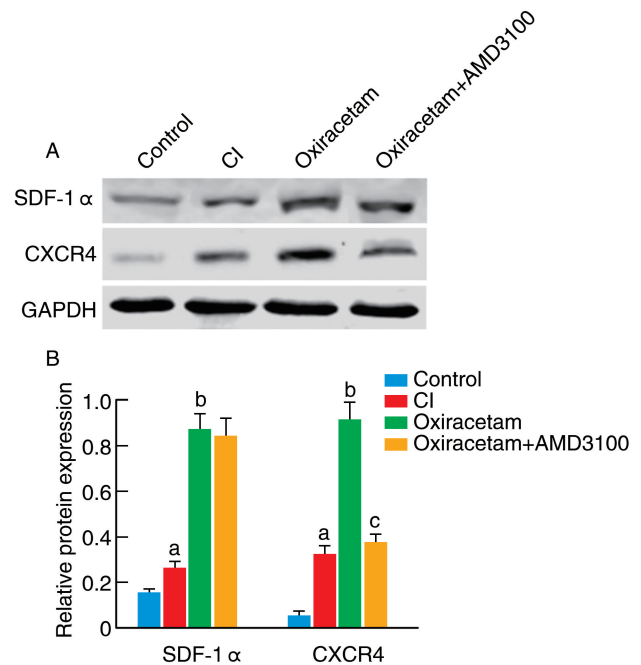 A
Control
CI
Oxiracetam
Oxiracetam+AMD3100
SDF-1 α
CXCR4
GAPDH
B
Control
CI
Oxiracetam
Oxiracetam+AMD3100
Relative protein expression
1.0
0.8
0.6
0.4
0.2
0
a
b
a
b
c
SDF-1 α
CXCR4